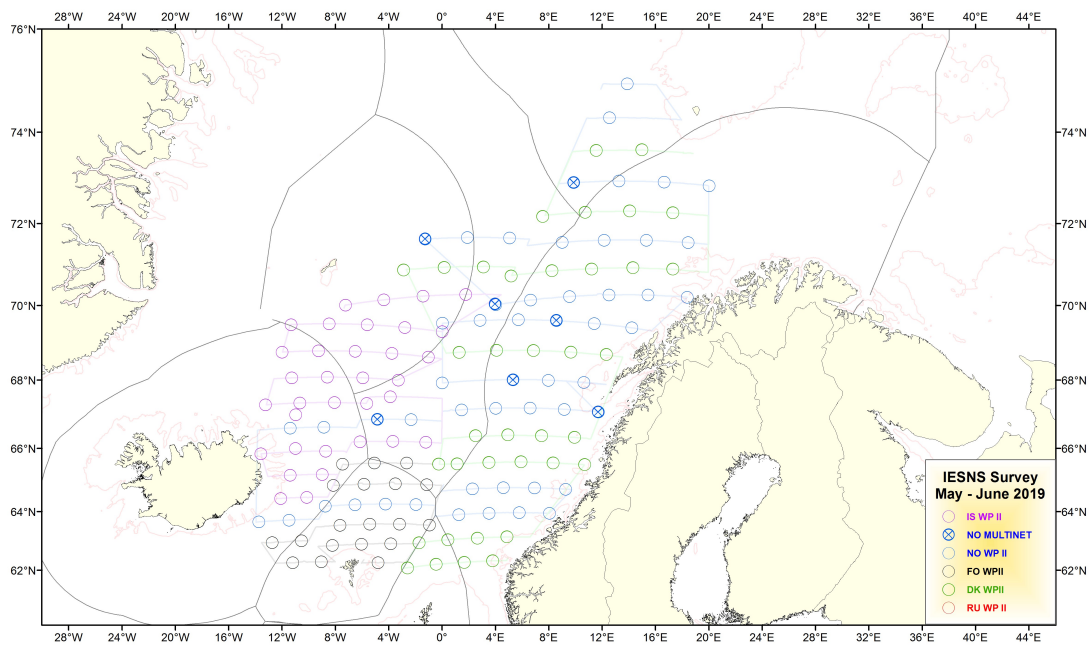 28°W 24°W 20°W 16°W 12°W 8°W 4°W 0° 4°E 8°E 12°E 16°E 20°E 24°E 28°E 32°E 36°E 40°E 44°E
76°N
74°N 74°N
72°N 72°N
70°N 70°N
68°N 68°N
66°N 66°N
64°N 64°N
62°N 62°N
IESNS Survey
May - June 2019
IS WP II
NO MULTINET
NO WP II
FO WPII
DK WPII
RU WP II
28°W 24°W 20°W 16°W 12°W 8°W 4°W 0° 4°E 8°E 12°E 16°E 20°E 24°E 28°E 32°E 36°E 40°E 44°E